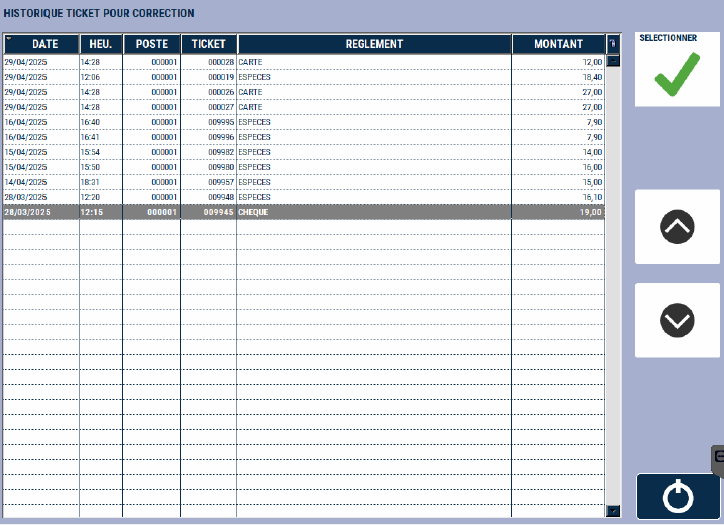 HISTORIQUE TICKET POUR CORRECTION
DATE HEU. POSTE TICKET REGLEMENT MONTANT
SELECTIONNER
29/04/2025 14:28 000001 000028 CARTE 12,00
29/04/2025 12:06 000001 000019 ESPECES 18,40
29/04/2025 14:28 000001 000026 CARTE 27,00
29/04/2025 14:28 000001 000027 CARTE 27,00
16/04/2025 16:40 000001 009995 ESPECES 7,90
16/04/2025 16:41 000001 009996 ESPECES 7,90
15/04/2025 15:54 000001 009982 ESPECES 14,00
15/04/2025 15:50 000001 009980 ESPECES 16,00
14/04/2025 18:31 000001 009957 ESPECES 15,00
28/03/2025 12:20 000001 009948 ESPECES 16,10
28/03/2025 12:15 000001 009945 CHEQUE 19,00